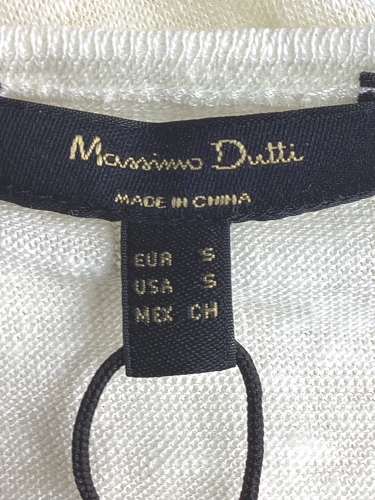 Massimo Dutti
MADE IN CHINA
EUR S
USA S
MEX CH